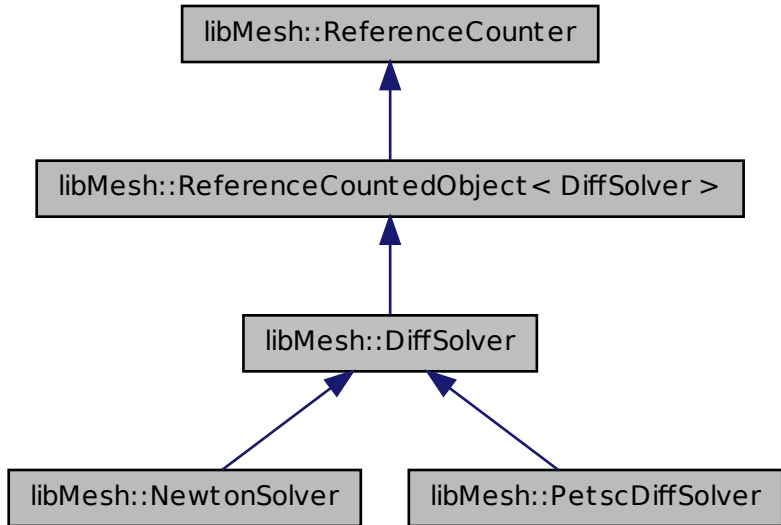 libMesh::ReferenceCounter
libMesh::ReferenceCountedObject< DiffSolver >
libMesh::DiffSolver
libMesh::NewtonSolver
libMesh::PetscDiffSolver